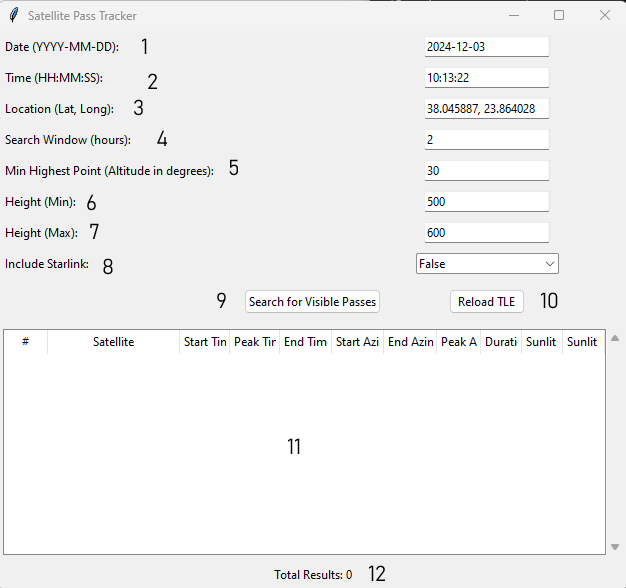 Satellite Pass Tracker
Date (YYYY-MM-DD): 1 2024-12-03
Time (HH:MM:SS): 2 10:13:22
Location (Lat, Long): 3 38.045887, 23.864028
Search Window (hours): 4 2
Min Highest Point (Altitude in degrees): 5 30
Height (Min): 6 500
Height (Max): 7 600
Include Starlink: 8 False
9 Search for Visible Passes Reload TLE 10
# Satellite Start Tin Peak Tir End Tim Start Azi End Azin Peak A Durati Sunlit Sunlit
11
Total Results: 0 12